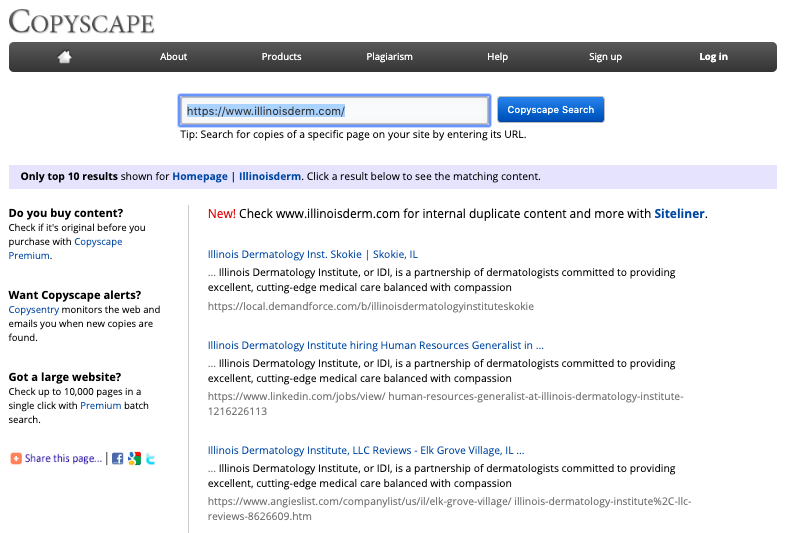 COPYSCAPE
About Products Plagiarism Help Sign up Log in
https://www.illinoisderm.com/ Copyscape Search
Tip: Search for copies of a specific page on your site by entering its URL.
Only top 10 results shown for Homepage | Illinoisderm. Click a result below to see the matching content.
Do you buy content?
Check if it's original before you
purchase with Copyscape
Premium.
Want Copyscape alerts?
Copysentry monitors the web and
emails you when new copies are
found.
Got a large website?
Check up to 10,000 pages in a
single click with Premium batch
search.
Share this page... |
New! Check www.illinoisderm.com for internal duplicate content and more with Siteliner.
Illinois Dermatology Inst. Skokie | Skokie, IL
... Illinois Dermatology Institute, or IDI, is a partnership of dermatologists committed to providing
excellent, cutting-edge medical care balanced with compassion
https://local.demandforce.com/b/illinoisdermatologyinstituteskokie
Illinois Dermatology Institute hiring Human Resources Generalist in ...
... Illinois Dermatology Institute, or IDI, is a partnership of dermatologists committed to providing
excellent, cutting-edge medical care balanced with compassion
https://www.linkedin.com/jobs/view/ human-resources-generalist-at-illinois-dermatology-institute-
1216226113
Illinois Dermatology Institute, LLC Reviews - Elk Grove Village, IL ...
... Illinois Dermatology Institute, or IDI, is a partnership of dermatologists committed to providing
excellent, cutting-edge medical care balanced with compassion
https://www.angieslist.com/companylist/us/il/elk-grove-village/ illinois-dermatology-institute%2C-llc-
reviews-8626609.htm